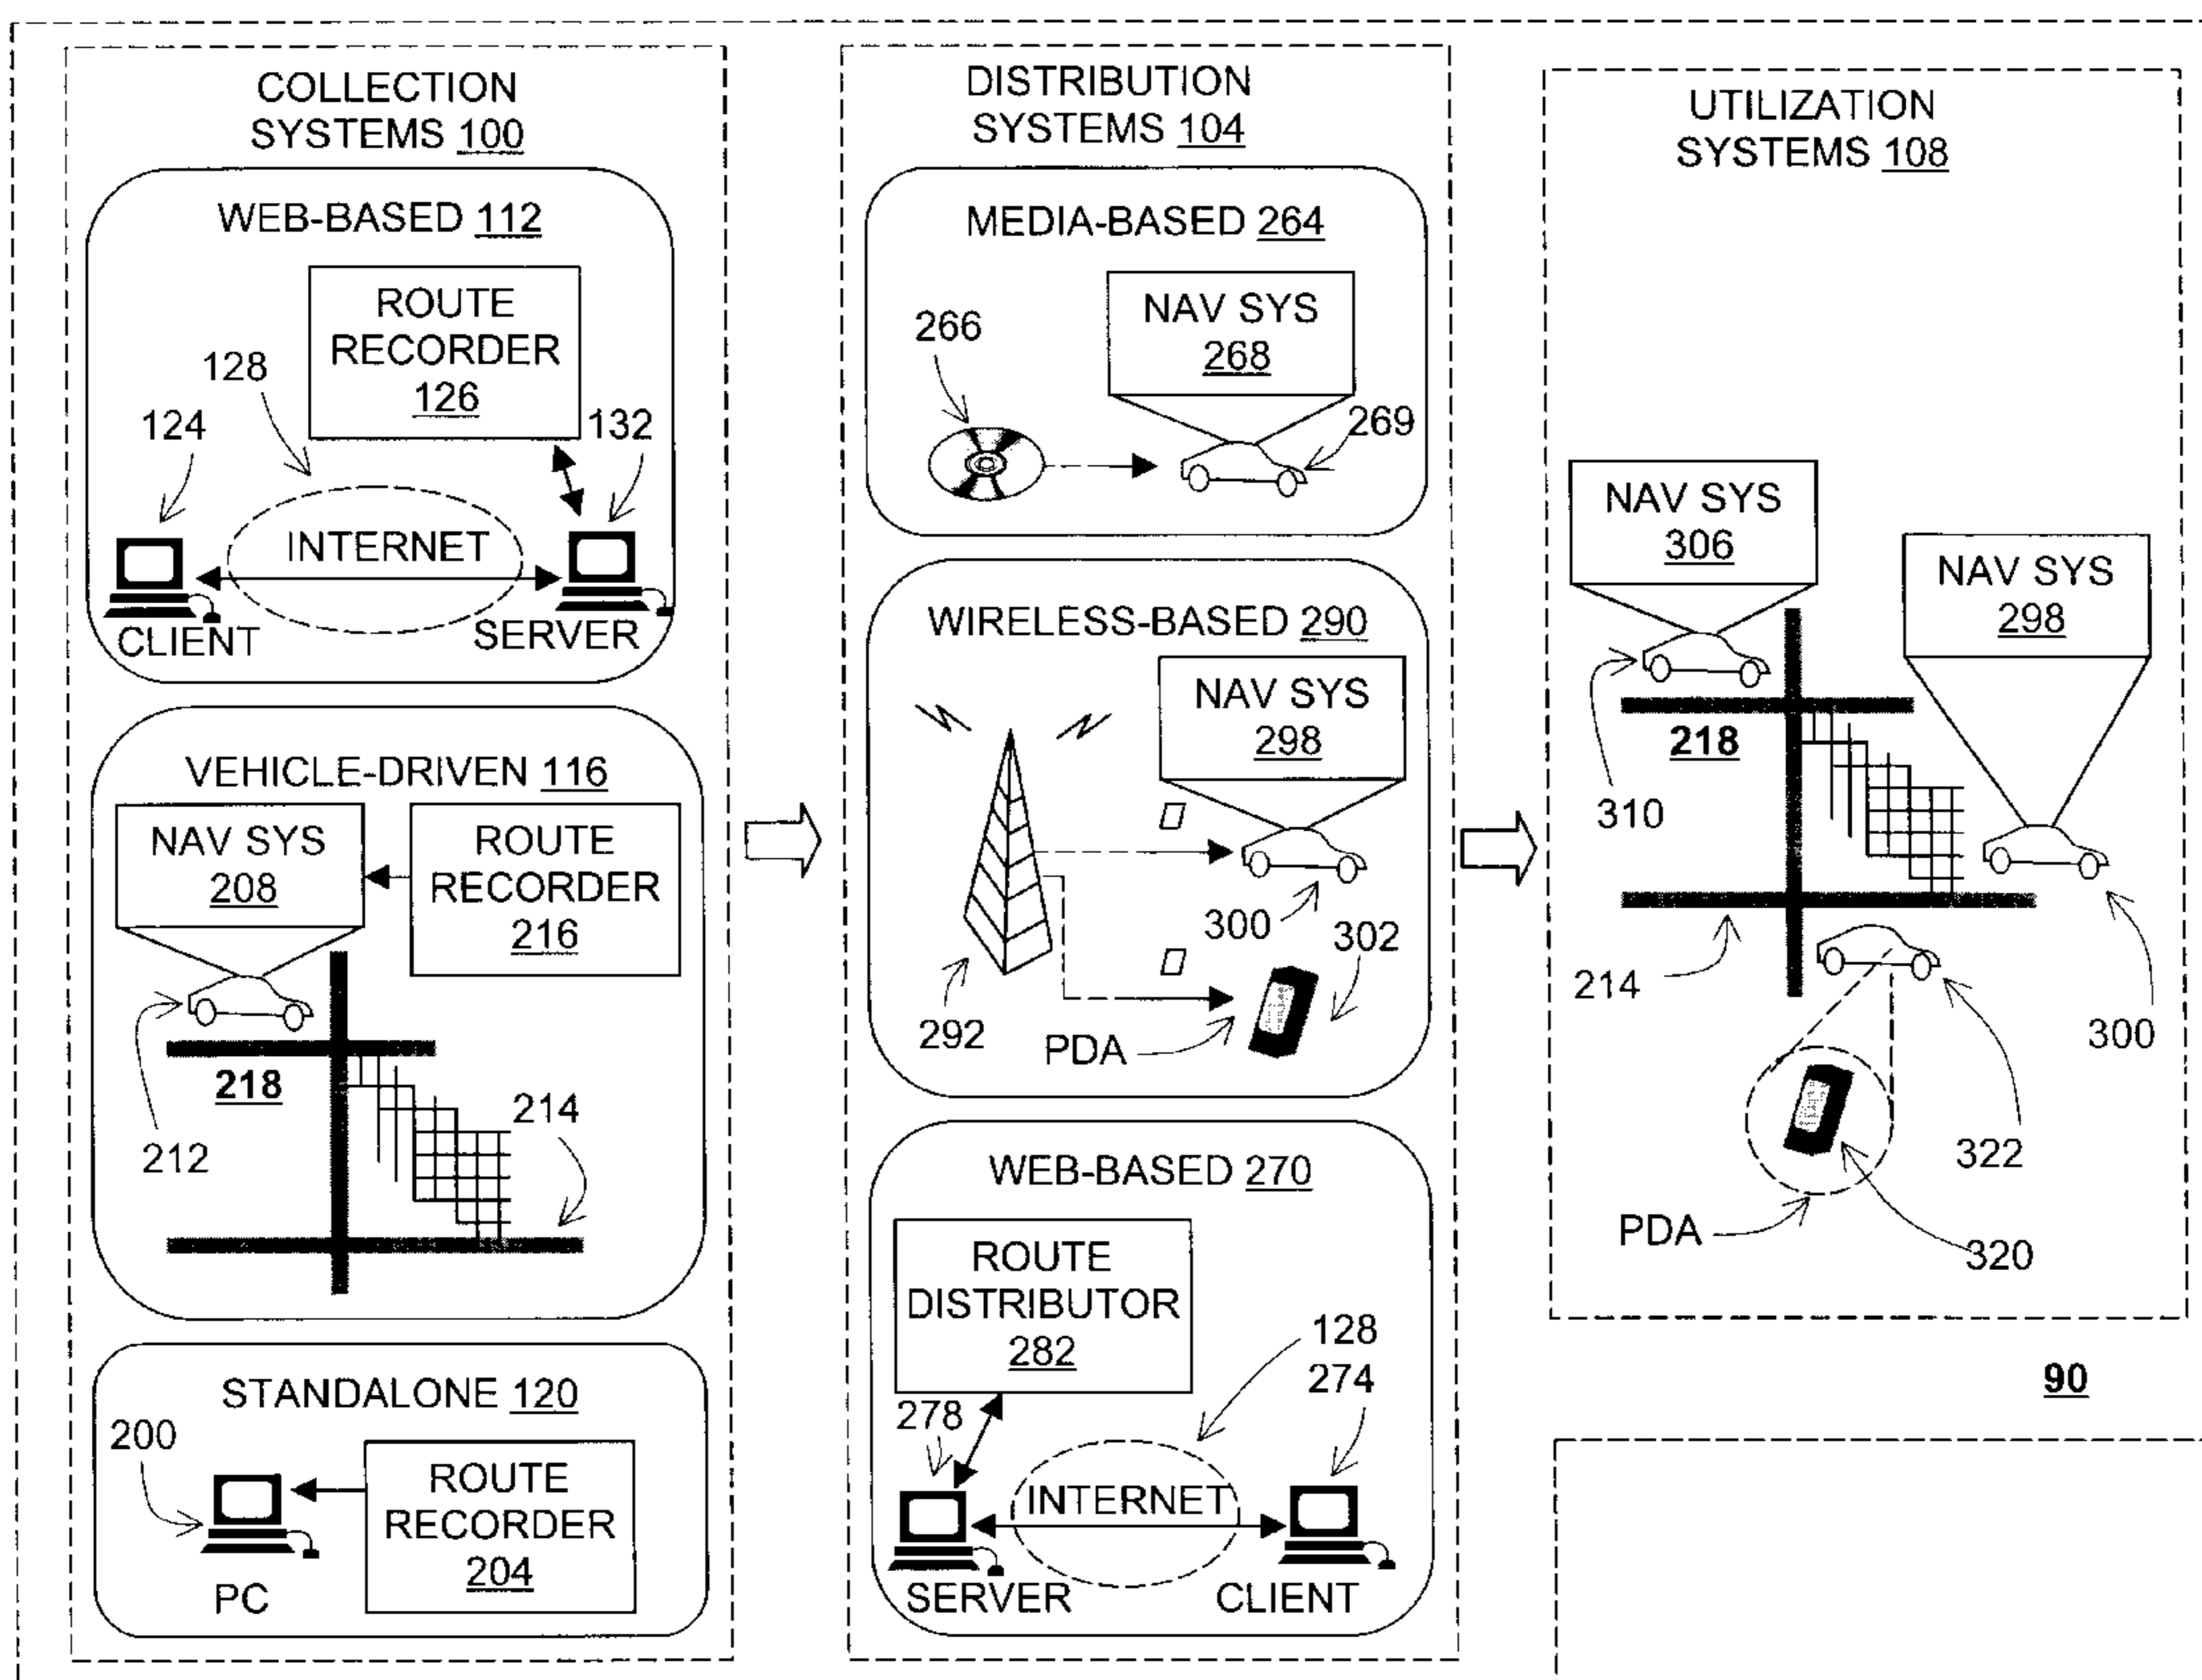 COLLECTION
SYSTEMS 100
WEB-BASED 112
ROUTE
RECORDER
126
128
124
132
INTERNET
CLIENT
SERVER
VEHICLE-DRIVEN 116
NAV SYS
208
ROUTE
RECORDER
216
218
212
214
STANDALONE 120
200
ROUTE
RECORDER
204
PC
DISTRIBUTION
SYSTEMS 104
MEDIA-BASED 264
266
NAV SYS
268
269
WIRELESS-BASED 290
NAV SYS
298
300
302
292
PDA
WEB-BASED 270
ROUTE
DISTRIBUTOR
282
128
274
278
INTERNET
SERVER
CLIENT
UTILIZATION
SYSTEMS 108
NAV SYS
306
NAV SYS
298
218
310
214
300
322
PDA
320
90